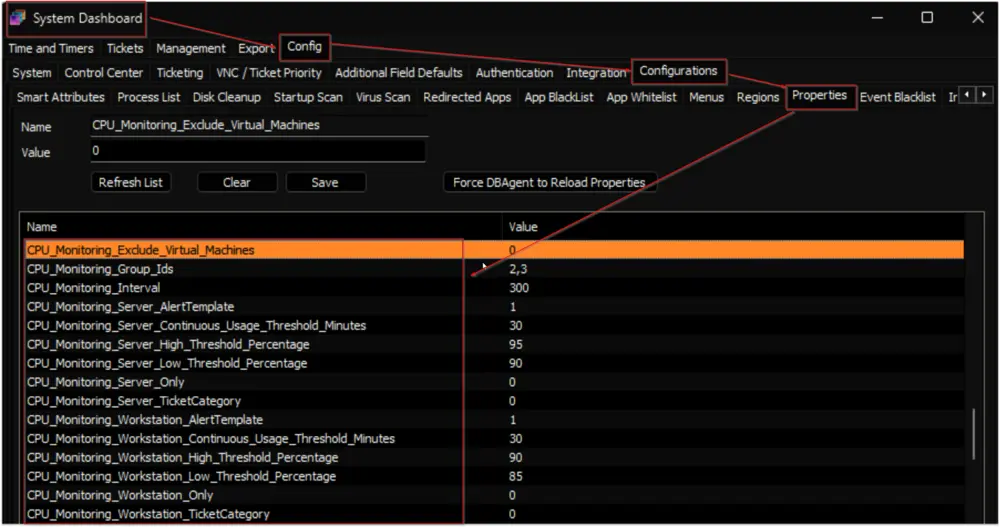 System Dashboard
Time and Timers Tickets Management Export Config
System Control Center Ticketing VNC / Ticket Priority Additional Field Defaults Authentication Integration Configurations
Smart Attributes Process List Disk Cleanup Startup Scan Virus Scan Redirected Apps App BlackList App Whitelist Menus Regions Properties Event Blacklist
Name CPU_Monitoring_Exclude_Virtual_Machines
Value 0
Refresh List Clear Save Force DBAgent to Reload Properties
Name Value
CPU_Monitoring_Exclude_Virtual_Machines 0
CPU_Monitoring_Group_Ids 2,3
CPU_Monitoring_Interval 300
CPU_Monitoring_Server_AlertTemplate 1
CPU_Monitoring_Server_Continuous_Usage_Threshold_Minutes 30
CPU_Monitoring_Server_High_Threshold_Percentage 95
CPU_Monitoring_Server_Low_Threshold_Percentage 90
CPU_Monitoring_Server_Only 0
CPU_Monitoring_Server_TicketCategory 0
CPU_Monitoring_Workstation_AlertTemplate 1
CPU_Monitoring_Workstation_Continuous_Usage_Threshold_Minutes 30
CPU_Monitoring_Workstation_High_Threshold_Percentage 90
CPU_Monitoring_Workstation_Low_Threshold_Percentage 85
CPU_Monitoring_Workstation_Only 0
CPU_Monitoring_Workstation_TicketCategory 0